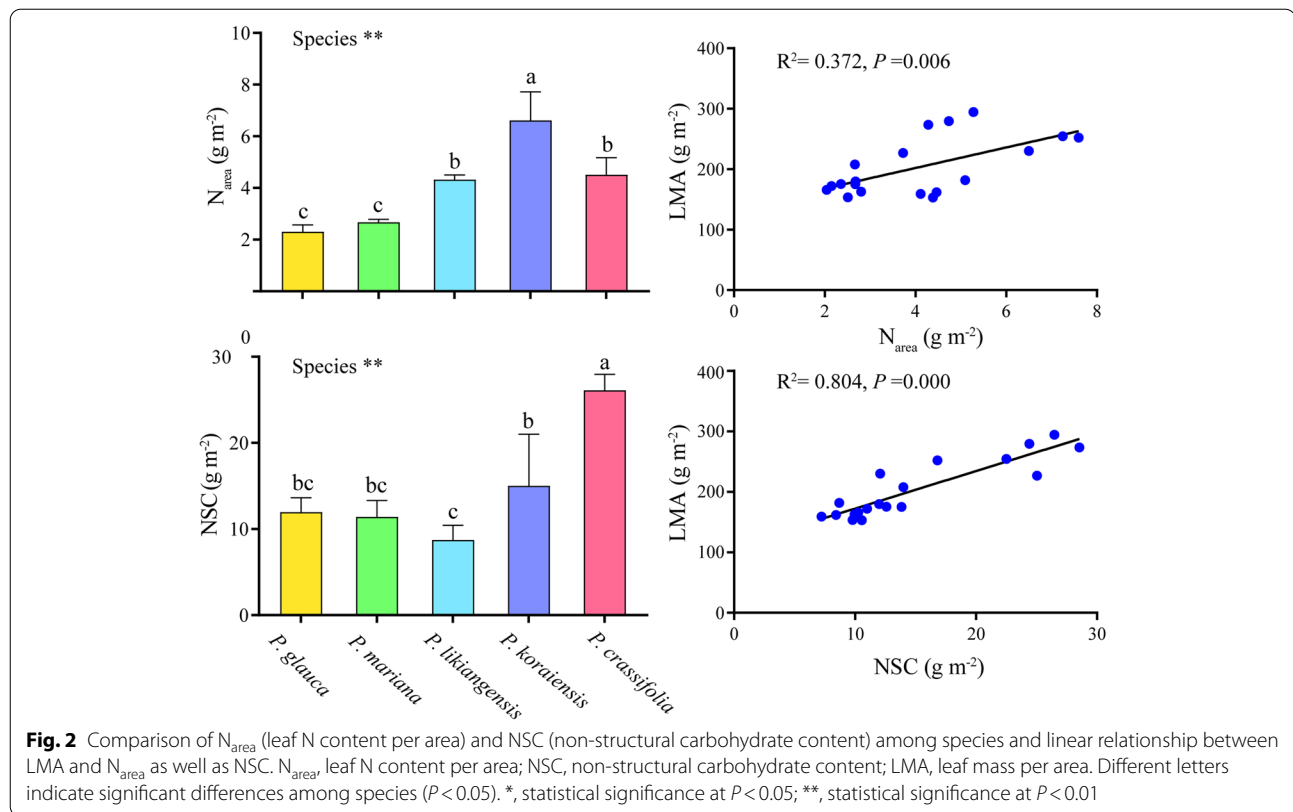 10
8
6
4
2
N_area (g m⁻²)
Species **
c
c
b
a
b
0
30
20
10
0
NSC (g m⁻²)
Species **
bc
bc
c
b
a
P. glauca
P. mariana
P. likiangensis
P. koraiensis
P. crassifolia
400
300
200
100
0
LMA (g m⁻²)
R²= 0.372, P =0.006
0 2 4 6 8
N_area (g m⁻²)
400
300
200
100
0
LMA (g m⁻²)
R²= 0.804, P =0.000
0 10 20 30
NSC (g m⁻²)
Fig. 2 Comparison of N_area (leaf N content per area) and NSC (non-structural carbohydrate content) among species and linear relationship between
LMA and N_area as well as NSC. N_area, leaf N content per area; NSC, non-structural carbohydrate content; LMA, leaf mass per area. Different letters
indicate significant differences among species (P < 0.05). *, statistical significance at P < 0.05; **, statistical significance at P < 0.01